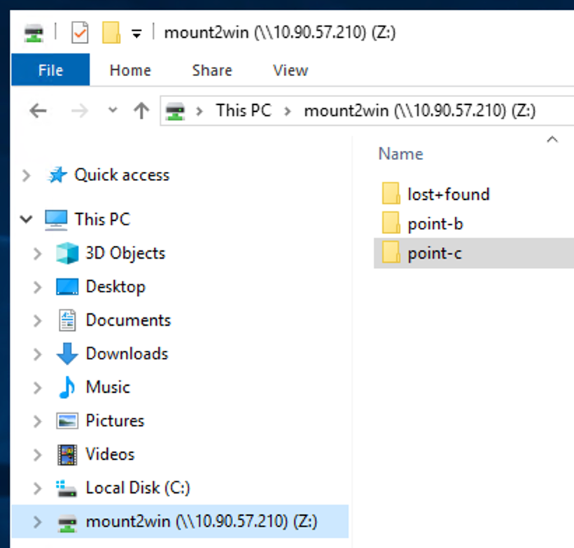 mount2win (\\10.90.57.210) (Z:)
File Home Share View
This PC mount2win (\\10.90.57.210) (Z:)
Name
Quick access
lost+found
This PC
point-b
3D Objects
point-c
Desktop
Documents
Downloads
Music
Pictures
Videos
Local Disk (C:)
mount2win (\\10.90.57.210) (Z:)